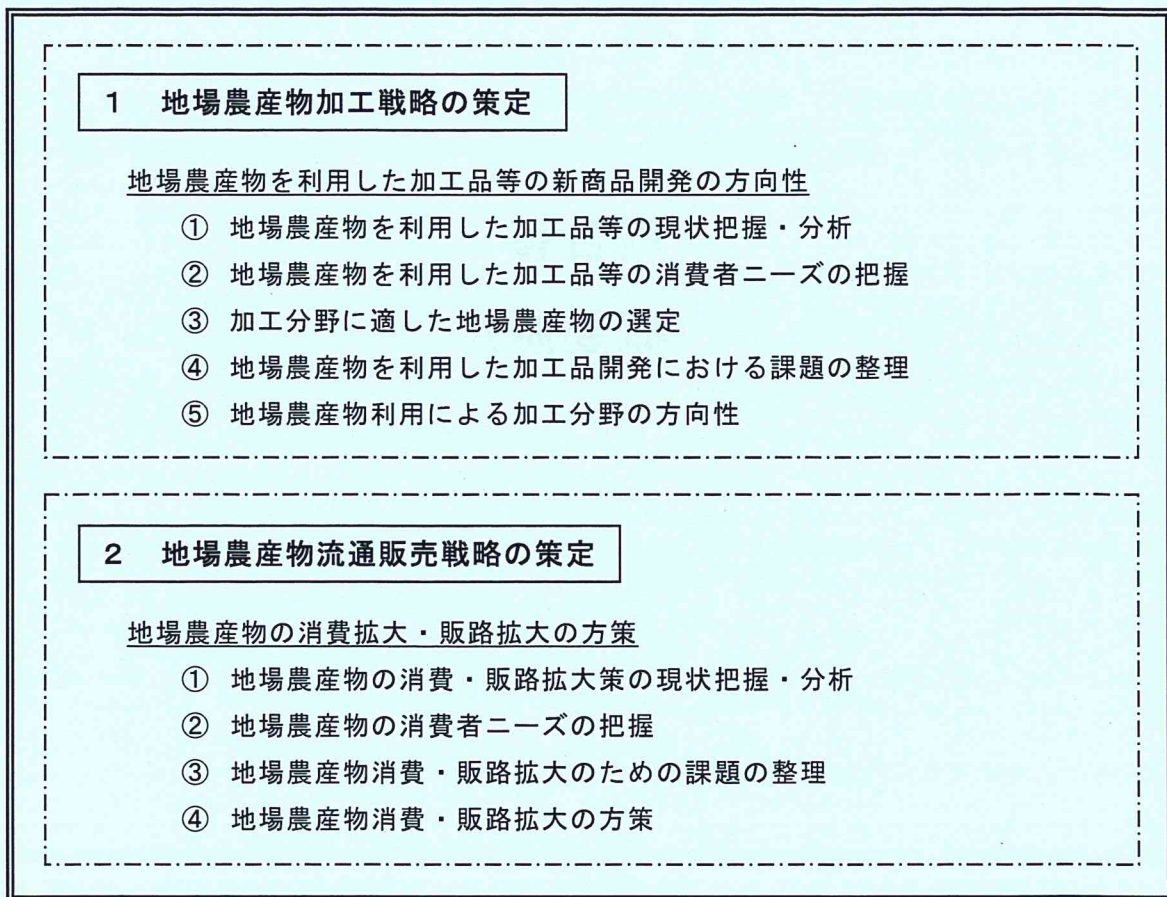 1 地場農産物加工戦略の策定
地場農産物を利用した加工品等の新商品開発の方向性
① 地場農産物を利用した加工品等の現状把握・分析
② 地場農産物を利用した加工品等の消費者ニーズの把握
③ 加工分野に適した地場農産物の選定
④ 地場農産物を利用した加工品開発における課題の整理
⑤ 地場農産物利用による加工分野の方向性
2 地場農産物流通販売戦略の策定
地場農産物の消費拡大・販路拡大の方策
① 地場農産物の消費・販路拡大策の現状把握・分析
② 地場農産物の消費者ニーズの把握
③ 地場農産物消費・販路拡大のための課題の整理
④ 地場農産物消費・販路拡大の方策